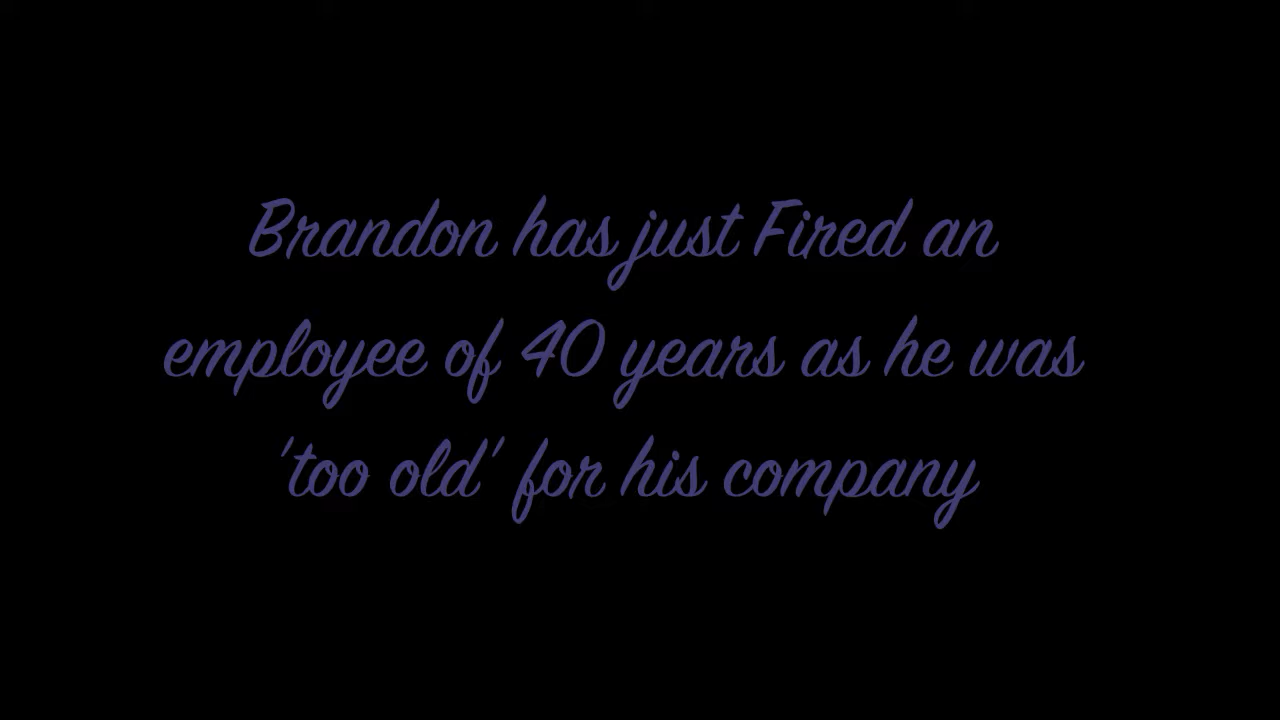 Brandon has just Fired an
employee of 40 years as he was
'too old' for his company